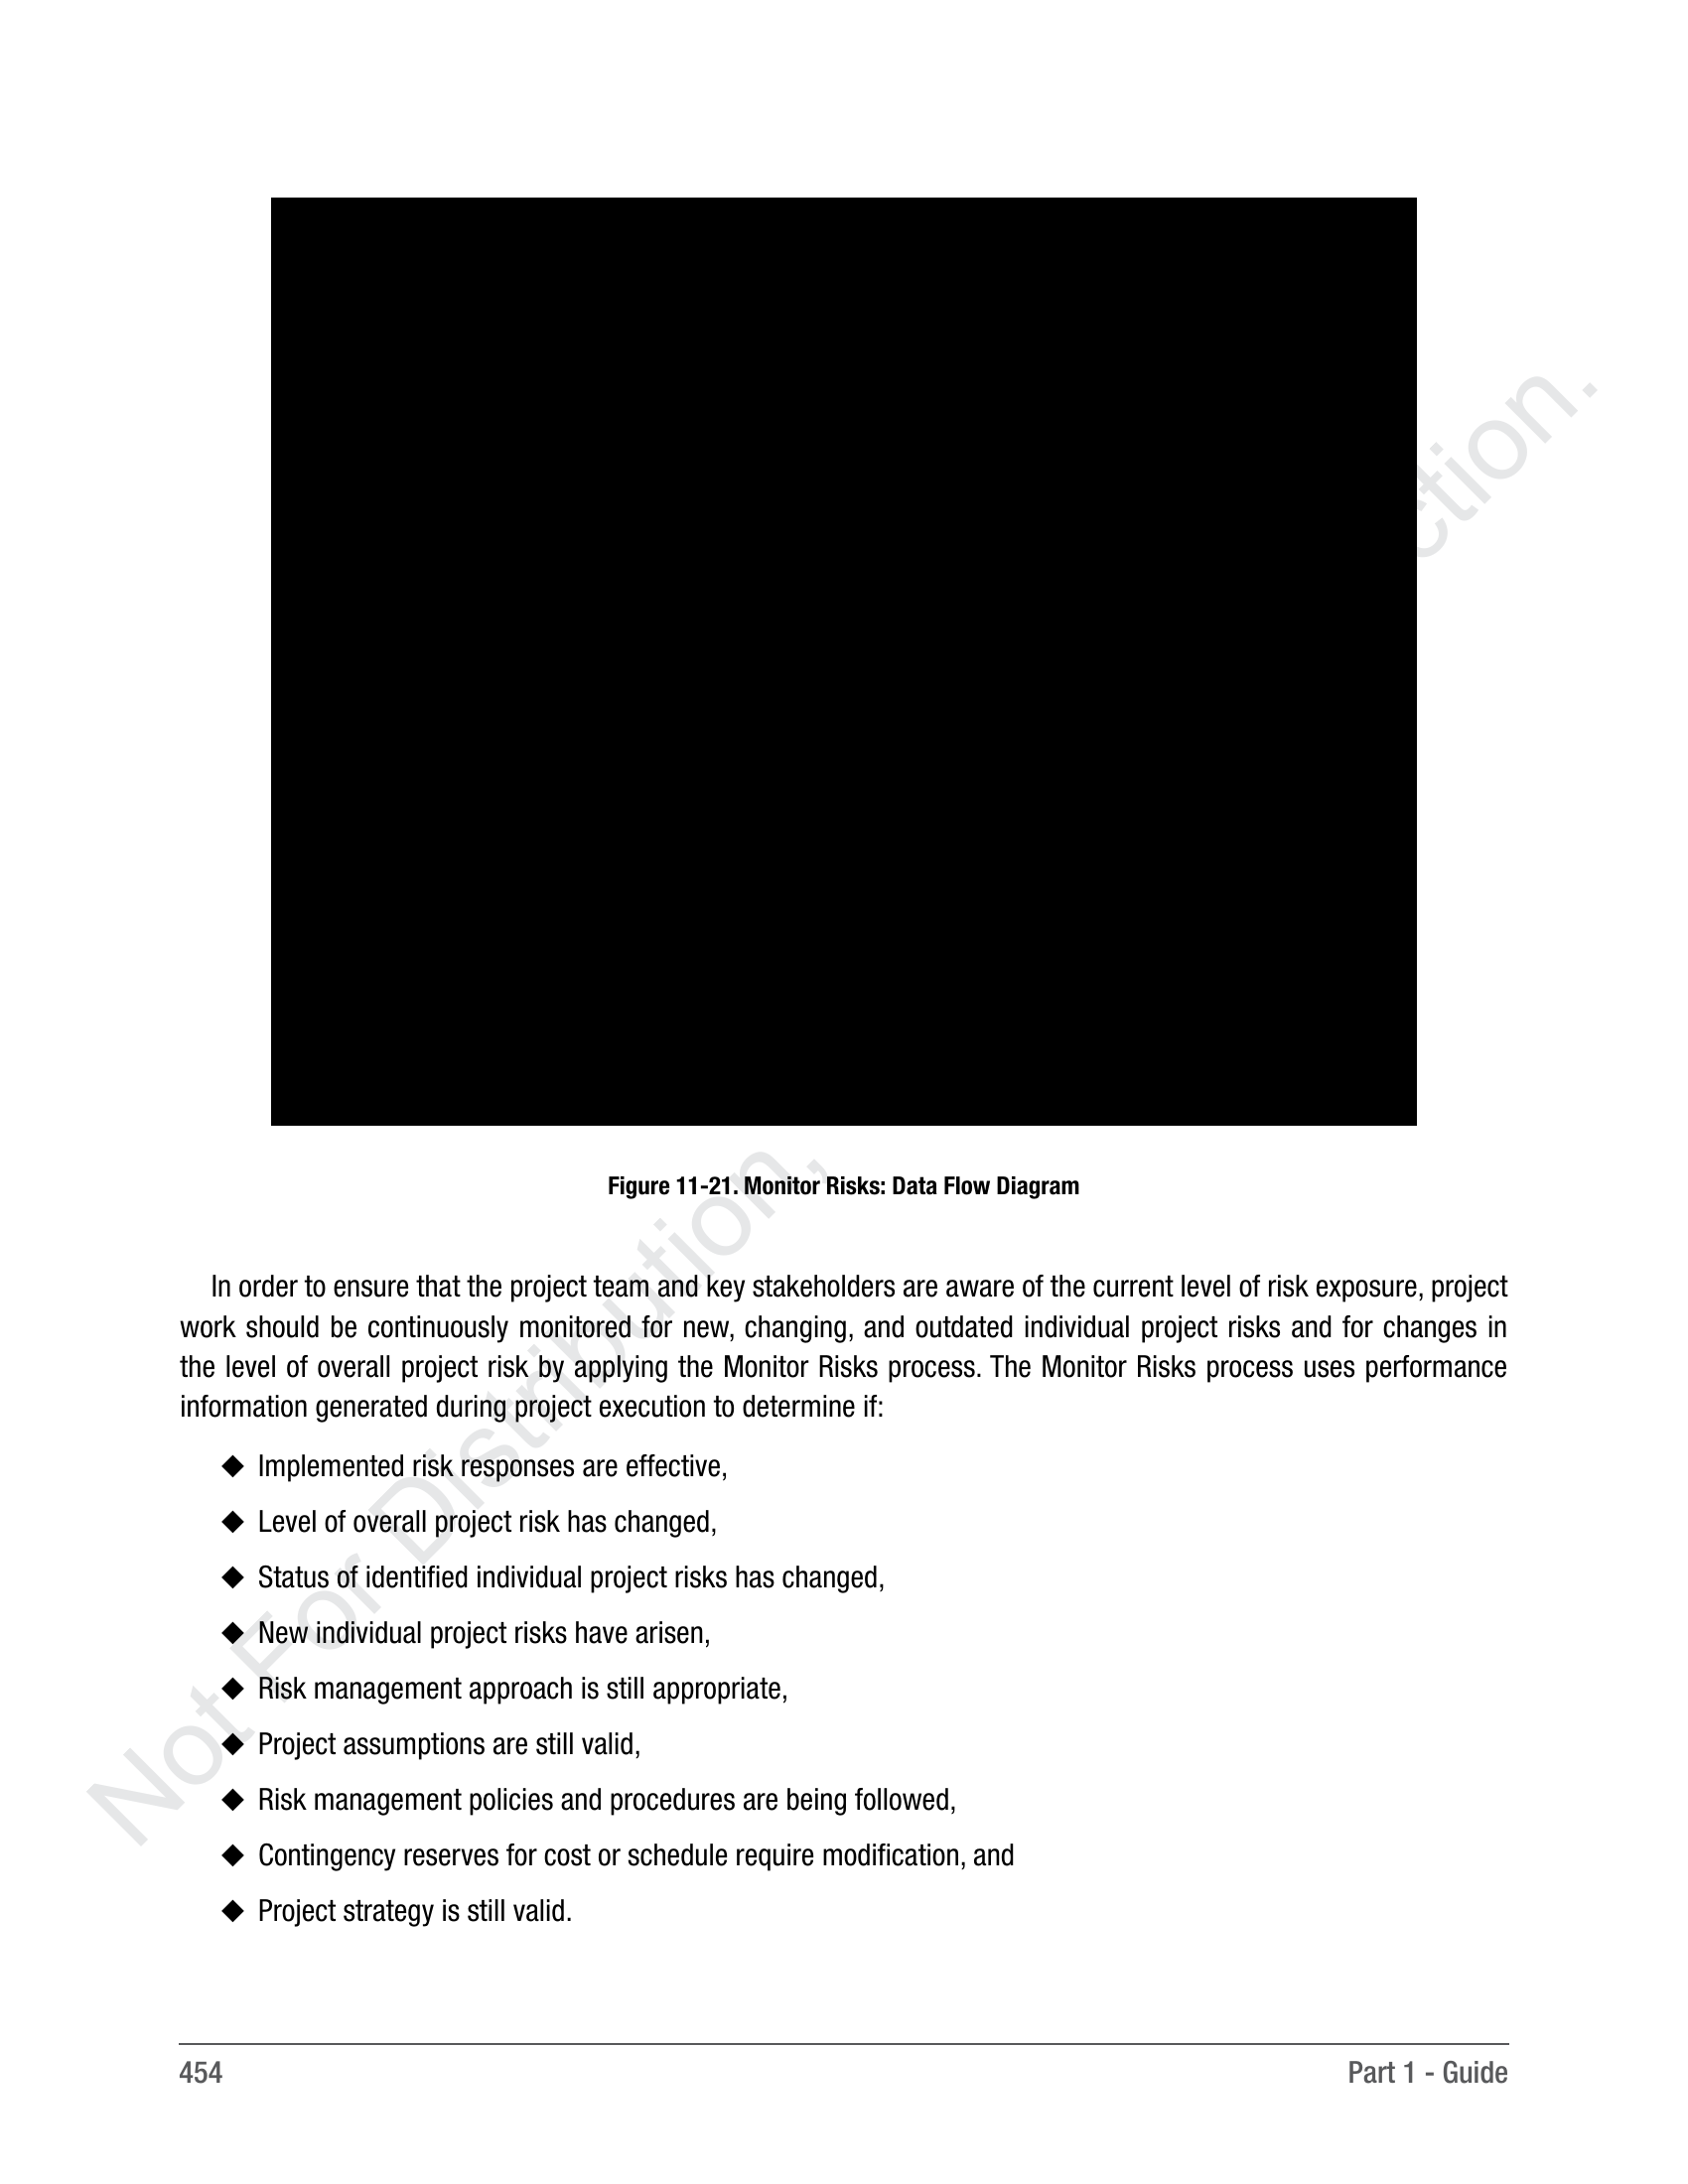 Figure 11-21. Monitor Risks: Data Flow Diagram
In order to ensure that the project team and key stakeholders are aware of the current level of risk exposure, project
work should be continuously monitored for new, changing, and outdated individual project risks and for changes in
the level of overall project risk by applying the Monitor Risks process. The Monitor Risks process uses performance
information generated during project execution to determine if:
◆ Implemented risk responses are effective,
◆ Level of overall project risk has changed,
◆ Status of identified individual project risks has changed,
◆ New individual project risks have arisen,
◆ Risk management approach is still appropriate,
◆ Project assumptions are still valid,
◆ Risk management policies and procedures are being followed,
◆ Contingency reserves for cost or schedule require modification, and
◆ Project strategy is still valid.
454 Part 1 - Guide
Not For Distribution,